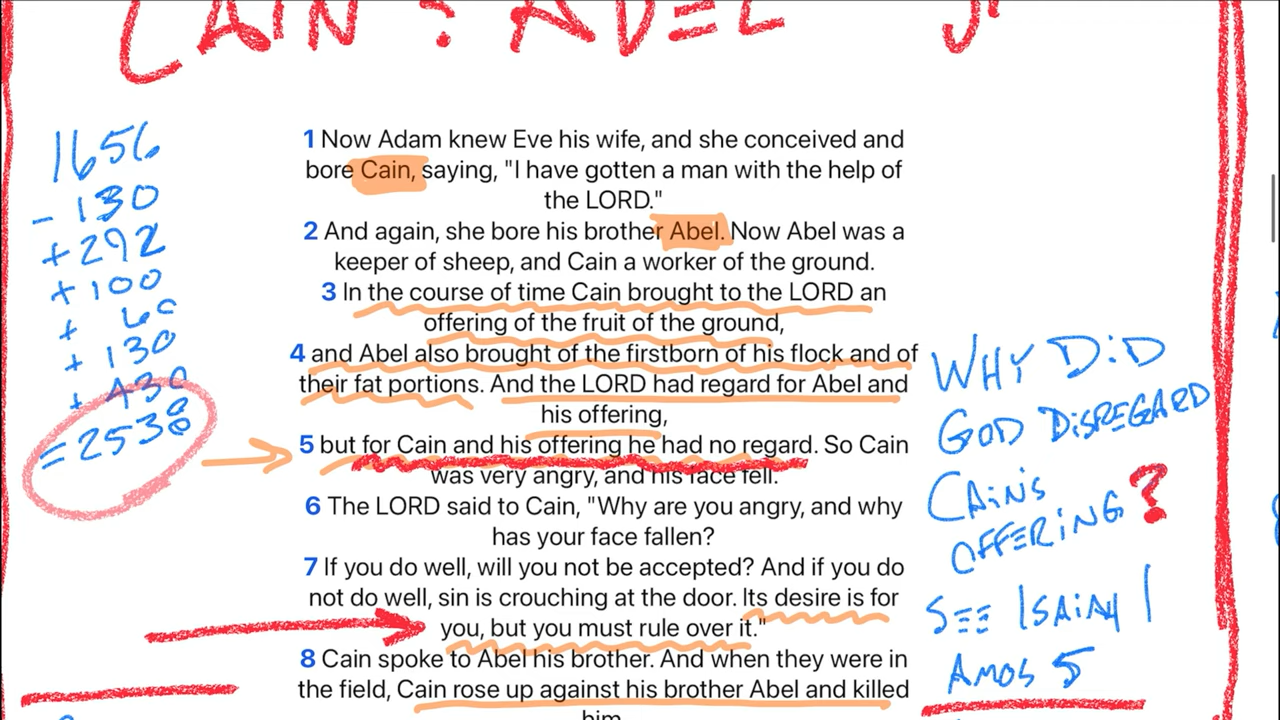 CAIN & ABEL
1656
- 130
+ 292
+ 100
+ 60
+ 130
+ 430
= 2538
1 Now Adam knew Eve his wife, and she conceived and
bore Cain, saying, "I have gotten a man with the help of
the LORD."
2 And again, she bore his brother Abel. Now Abel was a
keeper of sheep, and Cain a worker of the ground.
3 In the course of time Cain brought to the LORD an
offering of the fruit of the ground,
4 and Abel also brought of the firstborn of his flock and of
their fat portions. And the LORD had regard for Abel and
his offering,
5 but for Cain and his offering he had no regard. So Cain
was very angry, and his face fell.
6 The LORD said to Cain, "Why are you angry, and why
has your face fallen?
7 If you do well, will you not be accepted? And if you do
not do well, sin is crouching at the door. Its desire is for
you, but you must rule over it."
8 Cain spoke to Abel his brother. And when they were in
the field, Cain rose up against his brother Abel and killed
him.
WHY DiD
GOD DiSREGARD
CAiNS
OFFERiNG?
SEE ISAiAH 1
AMOS 5